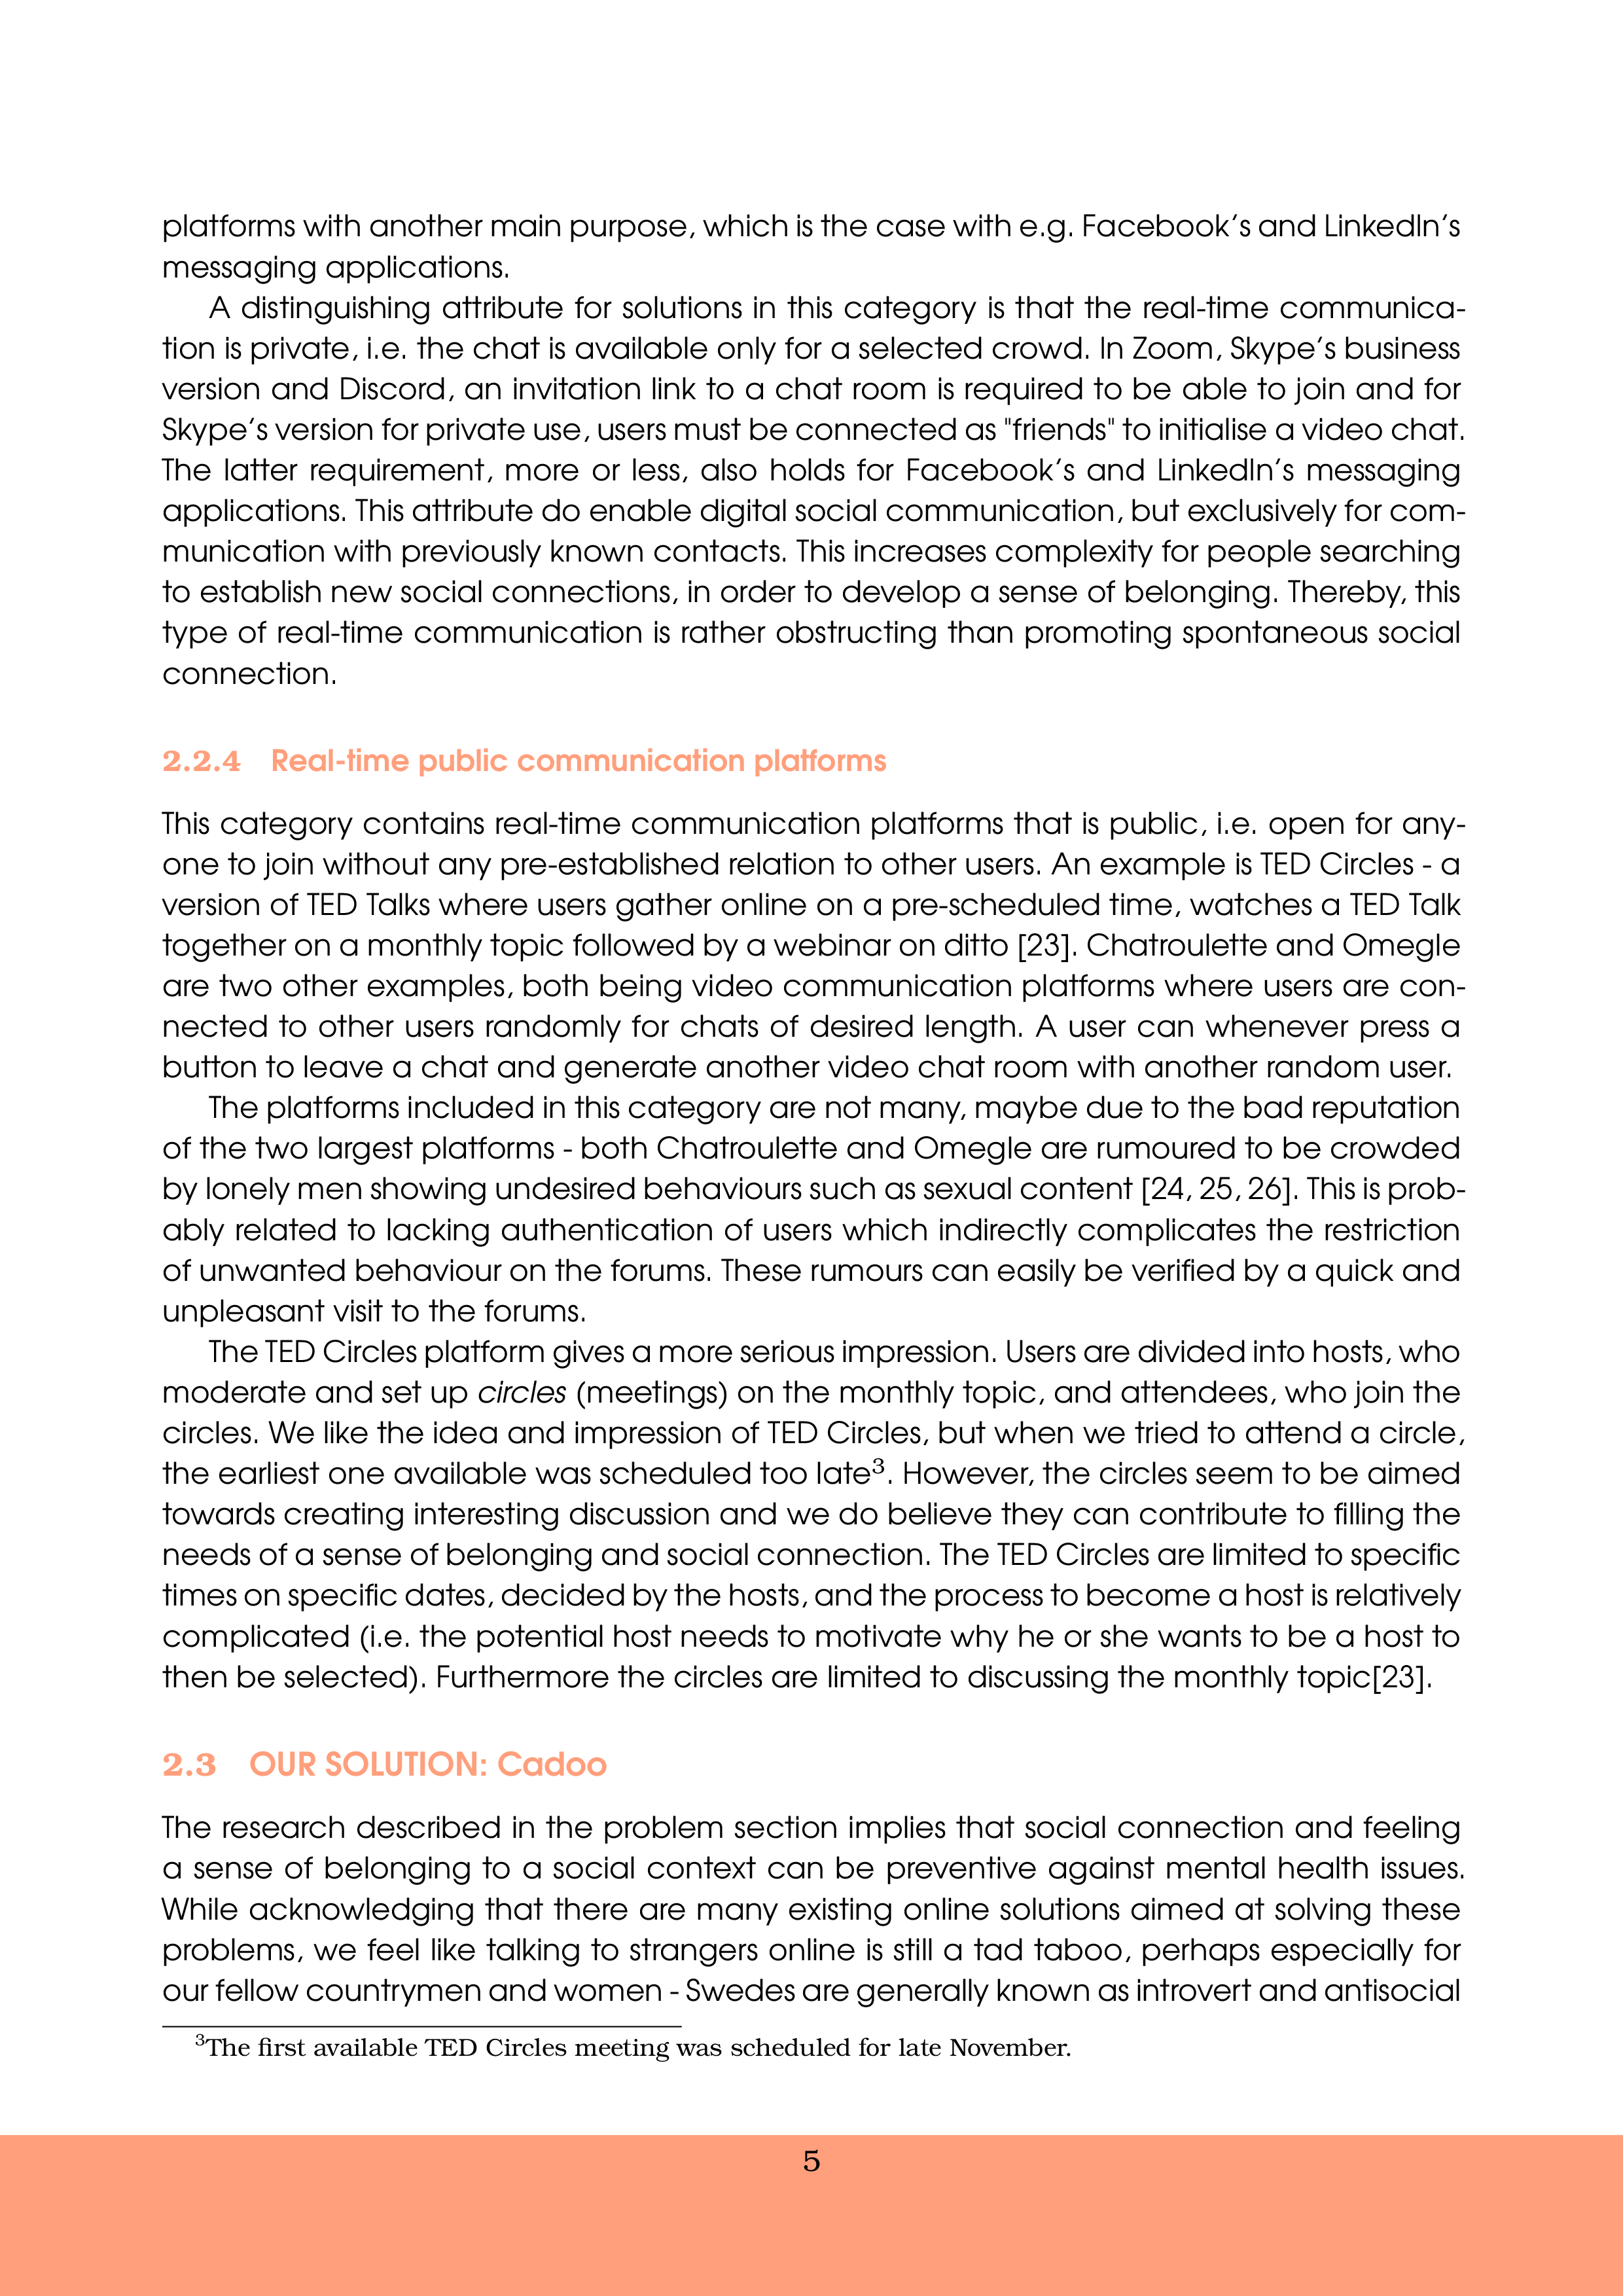 platforms with another main purpose, which is the case with e.g. Facebook's and LinkedIn's
messaging applications.
A distinguishing attribute for solutions in this category is that the real-time communica-
tion is private, i.e. the chat is available only for a selected crowd. In Zoom, Skype's business
version and Discord, an invitation link to a chat room is required to be able to join and for
Skype's version for private use, users must be connected as "friends" to initialise a video chat.
The latter requirement, more or less, also holds for Facebook's and LinkedIn's messaging
applications. This attribute do enable digital social communication, but exclusively for com-
munication with previously known contacts. This increases complexity for people searching
to establish new social connections, in order to develop a sense of belonging. Thereby, this
type of real-time communication is rather obstructing than promoting spontaneous social
connection.
2.2.4 Real-time public communication platforms
This category contains real-time communication platforms that is public, i.e. open for any-
one to join without any pre-established relation to other users. An example is TED Circles - a
version of TED Talks where users gather online on a pre-scheduled time, watches a TED Talk
together on a monthly topic followed by a webinar on ditto [23]. Chatroulette and Omegle
are two other examples, both being video communication platforms where users are con-
nected to other users randomly for chats of desired length. A user can whenever press a
button to leave a chat and generate another video chat room with another random user.
The platforms included in this category are not many, maybe due to the bad reputation
of the two largest platforms - both Chatroulette and Omegle are rumoured to be crowded
by lonely men showing undesired behaviours such as sexual content [24, 25, 26]. This is prob-
ably related to lacking authentication of users which indirectly complicates the restriction
of unwanted behaviour on the forums. These rumours can easily be verified by a quick and
unpleasant visit to the forums.
The TED Circles platform gives a more serious impression. Users are divided into hosts, who
moderate and set up circles (meetings) on the monthly topic, and attendees, who join the
circles. We like the idea and impression of TED Circles, but when we tried to attend a circle,
the earliest one available was scheduled too late³. However, the circles seem to be aimed
towards creating interesting discussion and we do believe they can contribute to filling the
needs of a sense of belonging and social connection. The TED Circles are limited to specific
times on specific dates, decided by the hosts, and the process to become a host is relatively
complicated (i.e. the potential host needs to motivate why he or she wants to be a host to
then be selected). Furthermore the circles are limited to discussing the monthly topic[23].
2.3 OUR SOLUTION: Cadoo
The research described in the problem section implies that social connection and feeling
a sense of belonging to a social context can be preventive against mental health issues.
While acknowledging that there are many existing online solutions aimed at solving these
problems, we feel like talking to strangers online is still a tad taboo, perhaps especially for
our fellow countrymen and women - Swedes are generally known as introvert and antisocial
³The first available TED Circles meeting was scheduled for late November.
5